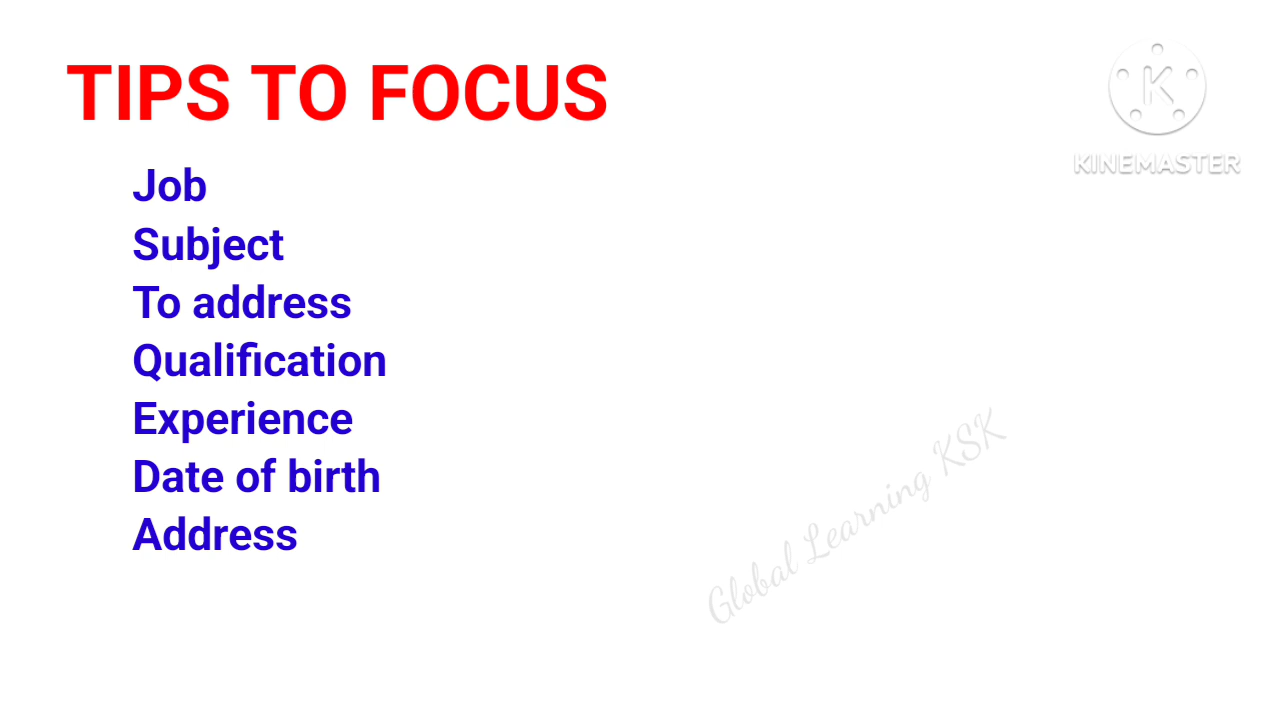 TIPS TO FOCUS
Job
Subject
To address
Qualification
Experience
Date of birth
Address
KINEMASTER
Global Learning KSK